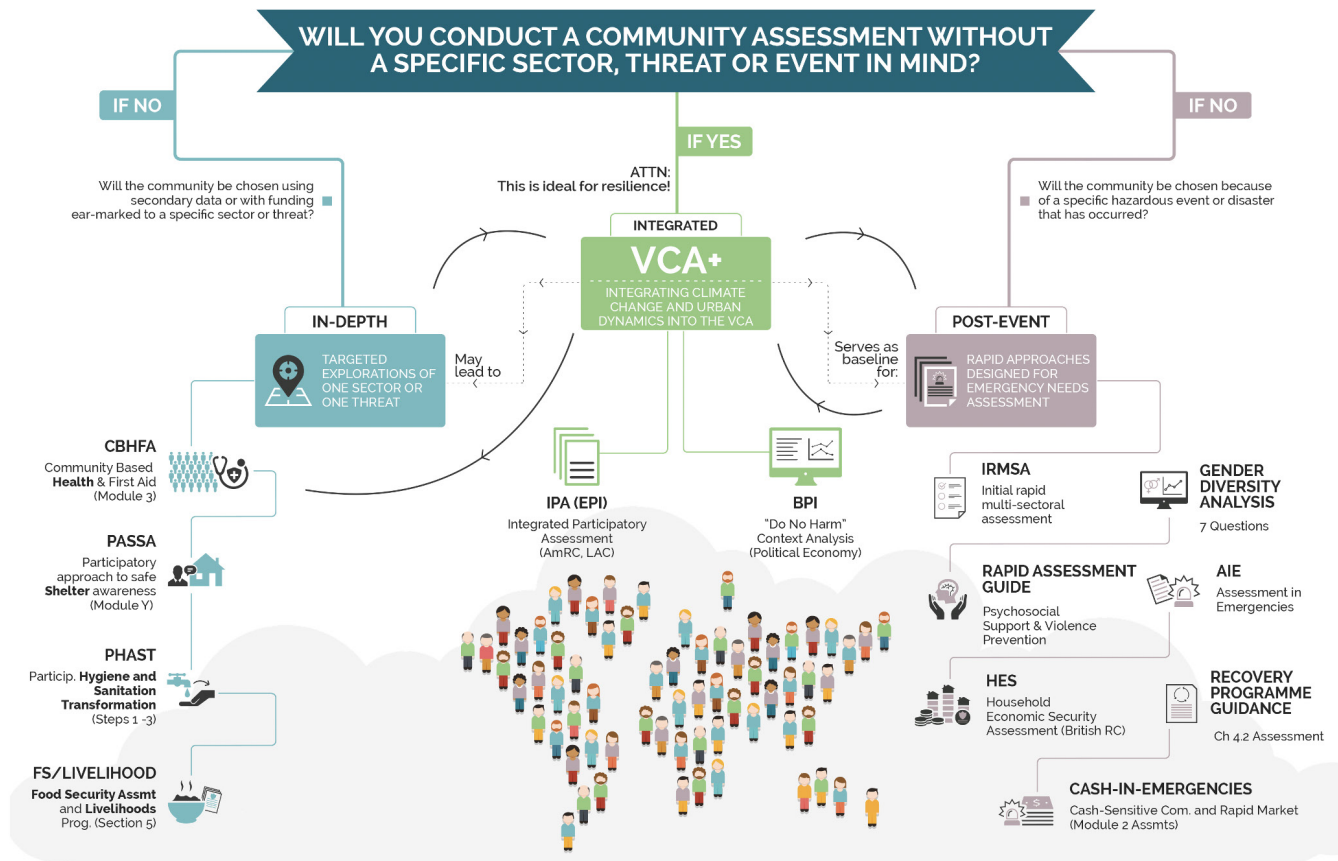 WILL YOU CONDUCT A COMMUNITY ASSESSMENT WITHOUT
A SPECIFIC SECTOR, THREAT OR EVENT IN MIND?
IF NO
IF YES
IF NO
ATTN:
This is ideal for resilience!
Will the community be chosen using
secondary data or with funding
ear-marked to a specific sector or threat?
Will the community be chosen because
of a specific hazardous event or disaster
that has occurred?
INTEGRATED
VCA+
INTEGRATING CLIMATE
CHANGE AND URBAN
DYNAMICS INTO THE VCA
IN-DEPTH
TARGETED
EXPLORATIONS OF
ONE SECTOR OR
ONE THREAT
May
lead to
Serves as
baseline
for:
POST-EVENT
RAPID APPROACHES
DESIGNED FOR
EMERGENCY NEEDS
ASSESSMENT
CBHFA
Community Based
Health & First Aid
(Module 3)
PASSA
Participatory
approach to safe
Shelter awareness
(Module Y)
PHAST
Particip. Hygiene and
Sanitation
Transformation
(Steps 1 -3)
FS/LIVELIHOOD
Food Security Assmt
and Livelihoods
Prog. (Section 5)
IPA (EPI)
Integrated Participatory
Assessment
(AmRC, LAC)
BPI
"Do No Harm"
Context Analysis
(Political Economy)
IRMSA
Initial rapid
multi-sectoral
assessment
GENDER
DIVERSITY
ANALYSIS
7 Questions
RAPID ASSESSMENT
GUIDE
Psychosocial
Support & Violence
Prevention
AIE
Assessment in
Emergencies
HES
Household
Economic Security
Assessment (British RC)
RECOVERY
PROGRAMME
GUIDANCE
Ch 4.2 Assessment
CASH-IN-EMERGENCIES
Cash-Sensitive Com. and Rapid Market
(Module 2 Assmts)
$